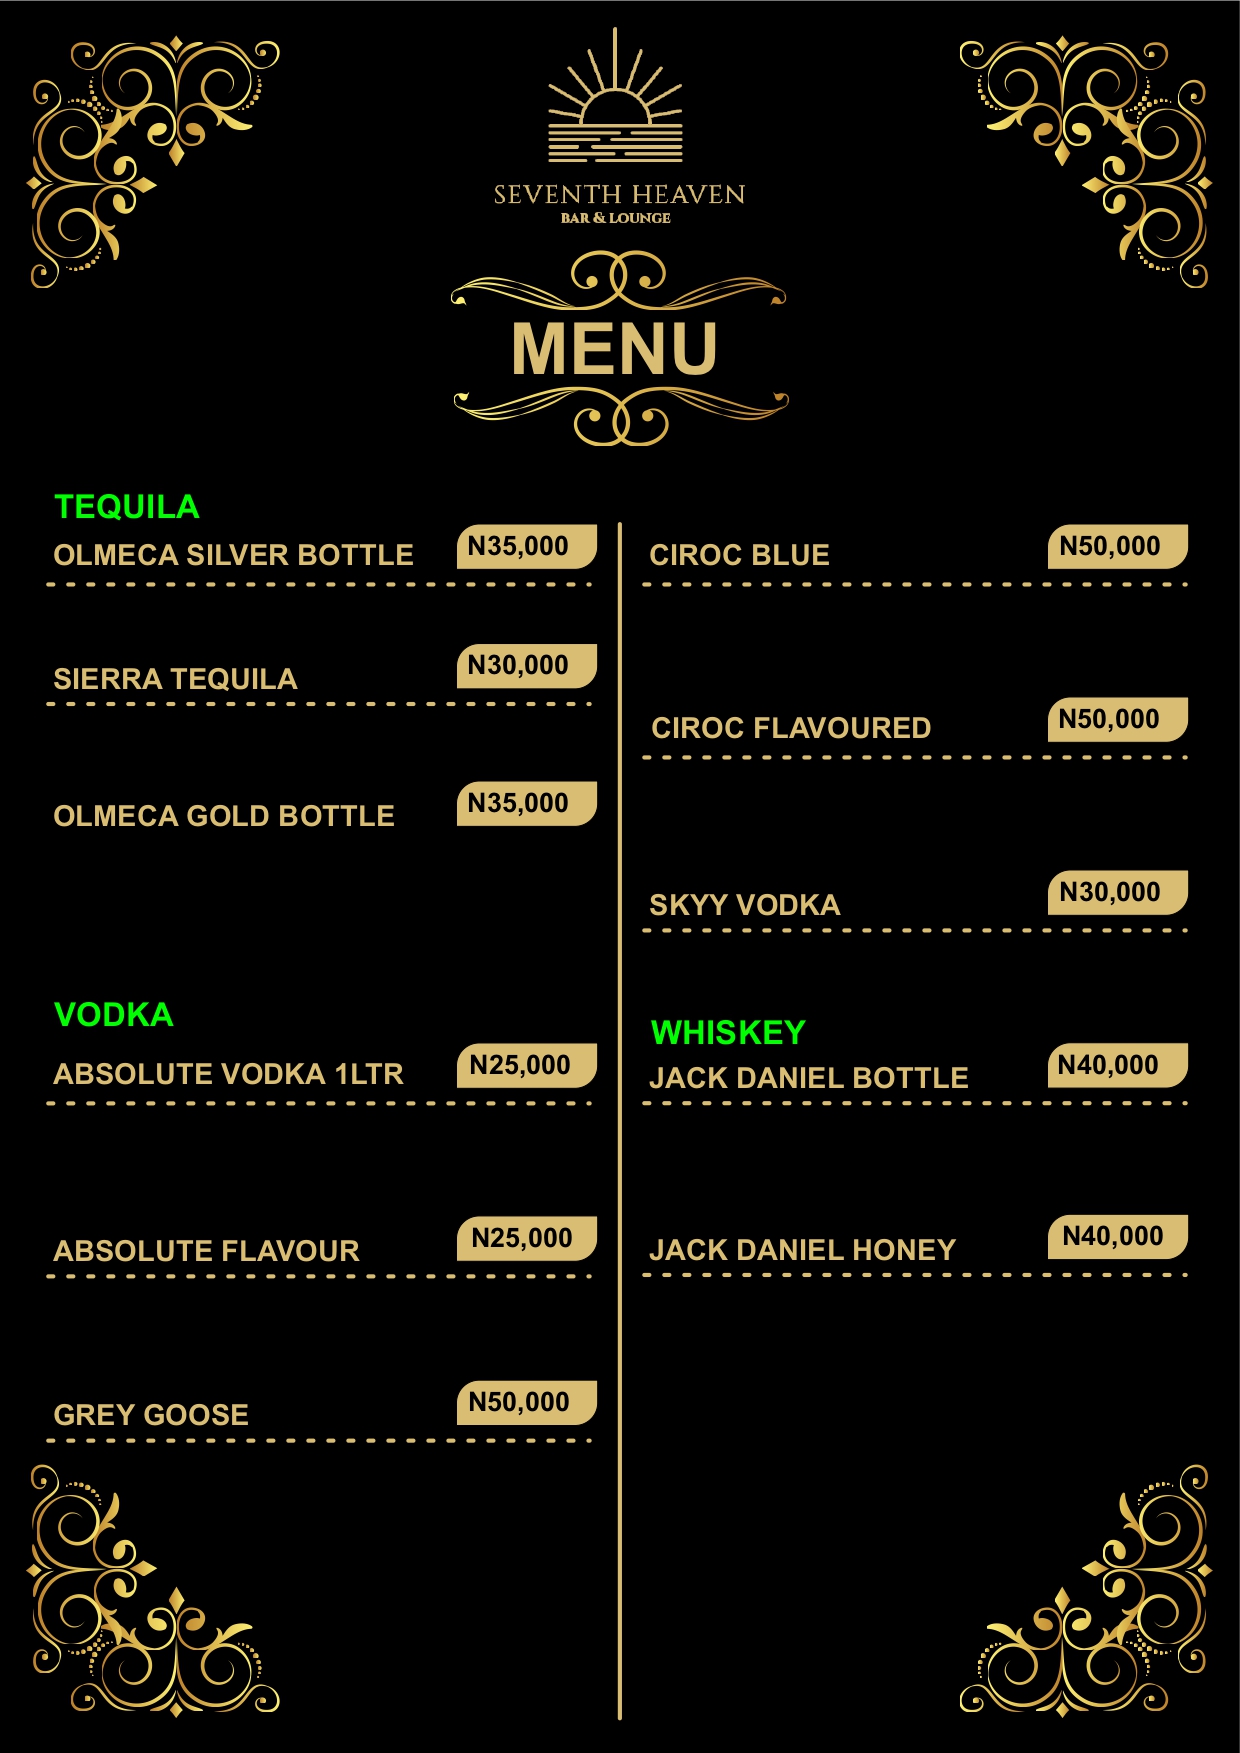 SEVENTH HEAVEN
BAR & LOUNGE
MENU
TEQUILA
OLMECA SILVER BOTTLE N35,000
SIERRA TEQUILA N30,000
OLMECA GOLD BOTTLE N35,000
VODKA
ABSOLUTE VODKA 1LTR N25,000
ABSOLUTE FLAVOUR N25,000
GREY GOOSE N50,000
CIROC BLUE N50,000
CIROC FLAVOURED N50,000
SKYY VODKA N30,000
WHISKEY
JACK DANIEL BOTTLE N40,000
JACK DANIEL HONEY N40,000